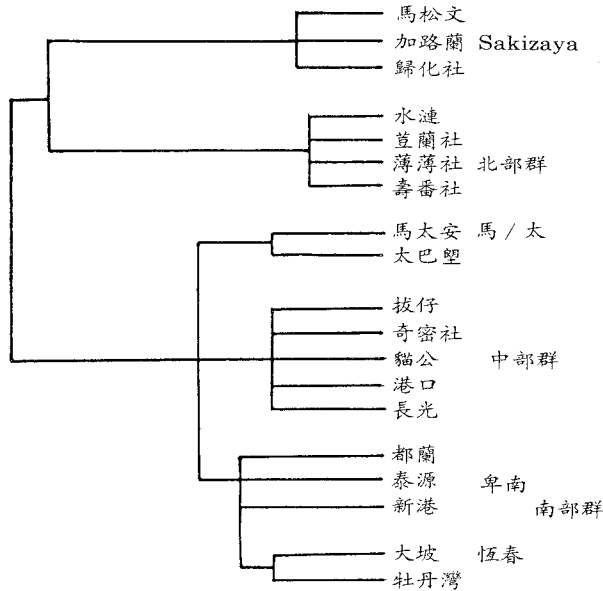 馬松文
加路蘭 Sakizaya
歸化社
水漣
荳蘭社
薄薄社 北部群
壽番社
馬太安 馬 / 太
太巴塱
拔仔
奇密社
貓公 中部群
港口
長光
都蘭
泰源 卑南
新港 南部群
大坡 恆春
牡丹灣